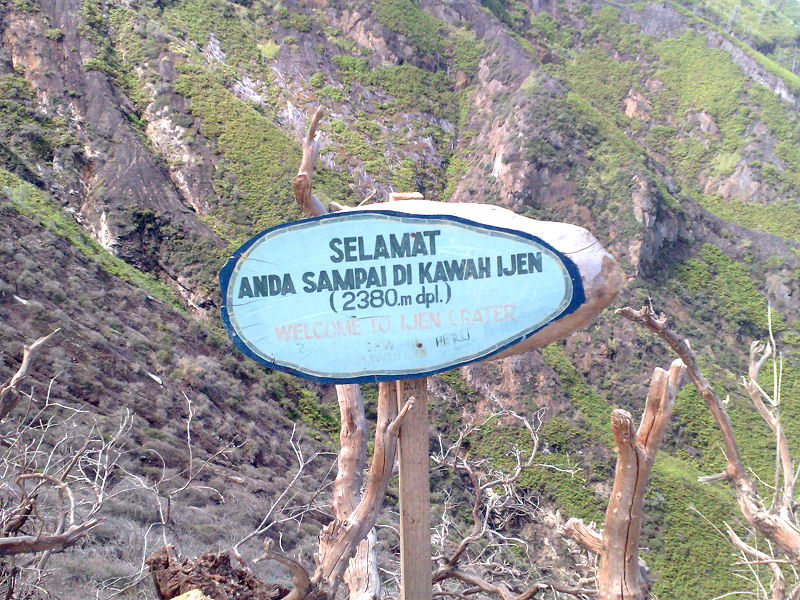 SELAMAT
ANDA SAMPAI DI KAWAH IJEN
(2380.m dpl.)
WELCOME TO IJEN CRATER
HERU